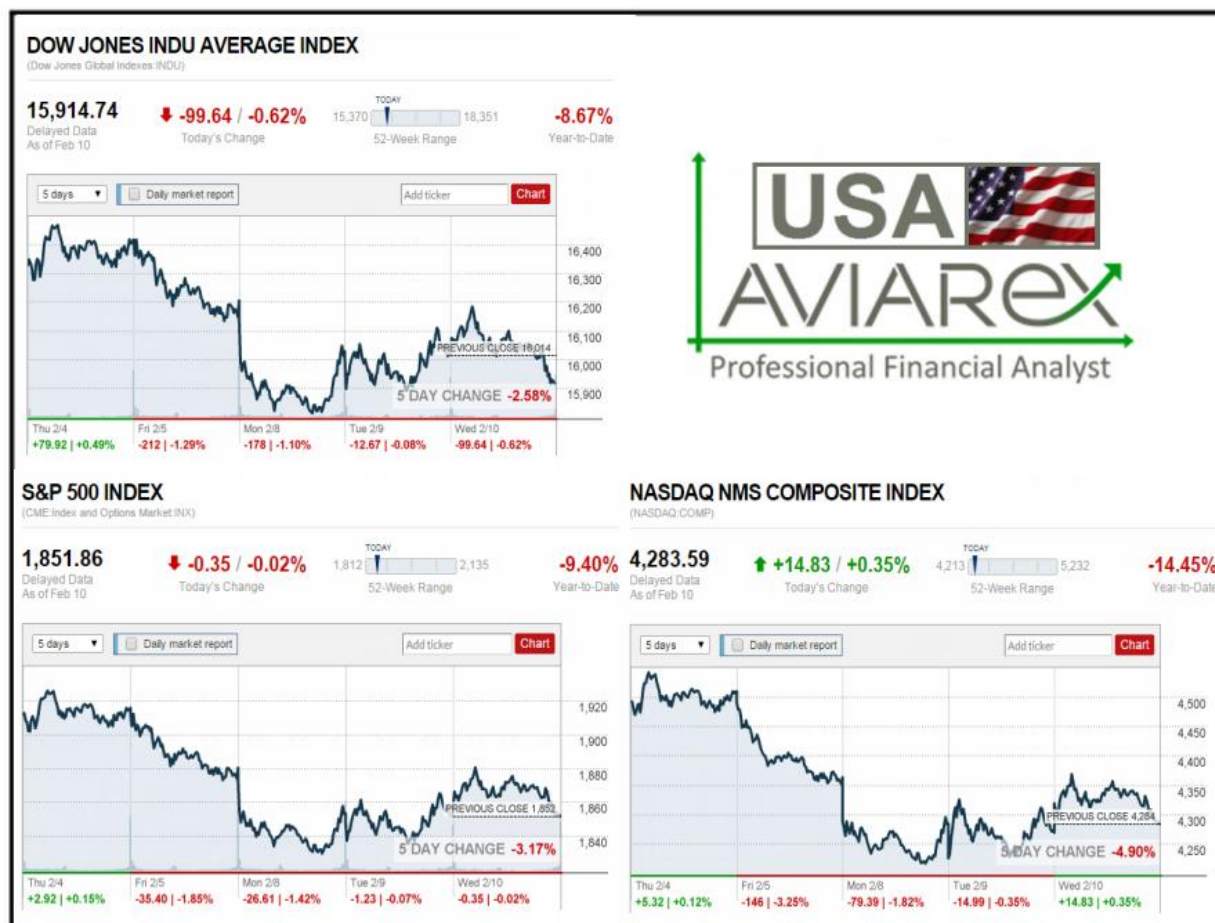 DOW JONES INDU AVERAGE INDEX
(Dow Jones Global Indexes:INDU)
15,914.74
Delayed Data
As of Feb 10
-99.64 / -0.62%
Today's Change
TODAY
15,370 18,351
52-Week Range
-8.67%
Year-to-Date
5 days ▼ Daily market report Add ticker Chart
16,400
16,300
16,200
16,100
16,000
15,900
PREVIOUS CLOSE 16,014
5 DAY CHANGE -2.58%
Thu 2/4 Fri 2/5 Mon 2/8 Tue 2/9 Wed 2/10
+79.92 | +0.49% -212 | -1.29% -178 | -1.10% -12.67 | -0.08% -99.64 | -0.62%
USA
AVIAREX
Professional Financial Analyst
S&P 500 INDEX
(CME:Index and Options Market:INX)
1,851.86
Delayed Data
As of Feb 10
-0.35 / -0.02%
Today's Change
TODAY
1,812 2,135
52-Week Range
-9.40%
Year-to-Date
5 days ▼ Daily market report Add ticker Chart
1,920
1,900
1,880
1,860
1,840
PREVIOUS CLOSE 1,852
5 DAY CHANGE -3.17%
Thu 2/4 Fri 2/5 Mon 2/8 Tue 2/9 Wed 2/10
+2.92 | +0.15% -35.40 | -1.85% -26.61 | -1.42% -1.23 | -0.07% -0.35 | -0.02%
NASDAQ NMS COMPOSITE INDEX
(NASDAQ:COMP)
4,283.59
Delayed Data
As of Feb 10
+14.83 / +0.35%
Today's Change
TODAY
4,213 5,232
52-Week Range
-14.45%
Year-to-Date
5 days ▼ Daily market report Add ticker Chart
4,500
4,450
4,400
4,350
4,300
4,250
PREVIOUS CLOSE 4,284
5 DAY CHANGE -4.90%
Thu 2/4 Fri 2/5 Mon 2/8 Tue 2/9 Wed 2/10
+5.32 | +0.12% -146 | -3.25% -79.39 | -1.82% -14.99 | -0.35% +14.83 | +0.35%